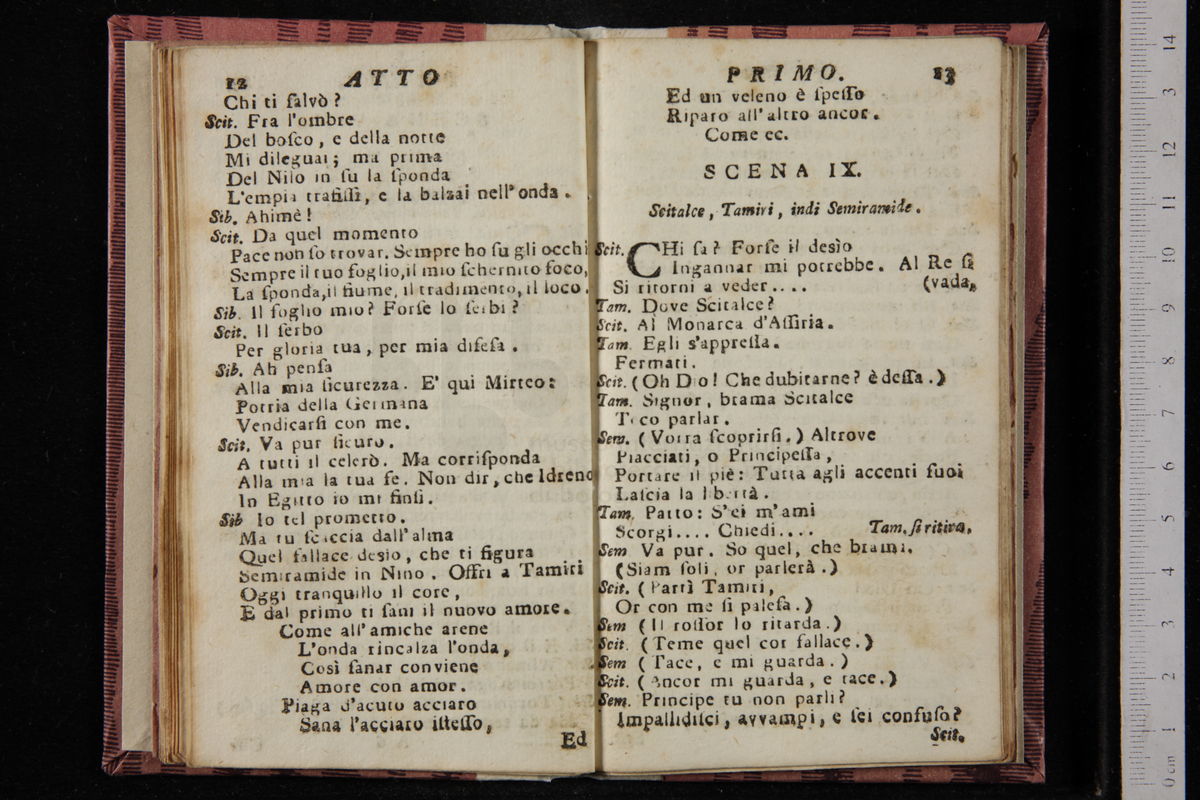 12 ATTO
Chi ti ſalvò?
Scit. Fra l'ombre
Del boſco, e della notte
Mi dileguai; ma prima
Del Nilo in ſu la ſponda
L'empia trafiſſi, e la balzai nell'onda.
Sib. Ahimè!
Scit. Da quel momento
Pace non ſo trovar. Sempre ho ſu gli occhi
Sempre il tuo foglio, il mio ſchernito foco,
La ſponda, il fiume, il tradimento, il loco.
Sib. Il foglio mio? Forſe lo ſerbi?
Scit. Il ſerbo
Per gloria tua, per mia difeſa.
Sib. Ah penſa
Alla mia ſicurezza. E' qui Mirteo:
Potria della Germana
Vendicarſi con me.
Scit. Va pur ſicuro.
A tutti il celerò. Ma corriſponda
Alla mia la tua fe. Non dir, che Idreno
In Egitto io mi finſi.
Sib Io tel prometto.
Ma tu ſcaccia dall'alma
Quel fallace desìo, che ti figura
Semiramide in Nino. Offri a Tamiri
Oggi tranquillo il core,
E dal primo ti ſani il nuovo amore.
Come all'amiche arene
L'onda rincalza l'onda,
Così ſanar conviene
Amore con amor.
Piaga d'acuto acciaro
Sana l'acciaro iſteſſo,
Ed
PRIMO. 13
Ed un veleno è ſpeſſo
Riparo all'altro ancor.
Come ec.
SCENA IX.
Scitalce, Tamiri, indi Semiramide.
Scit. CHi ſa? Forſe il desìo
Ingannar mi potrebbe. Al Re ſi
Si ritorni a veder.... (vada,
Tam. Dove Scitalce?
Scit. Al Monarca d'Aſſiria.
Tam. Egli s'appreſſa.
Fermati.
Scit. (Oh Dio! Che dubitarne? è deſſa.)
Tam. Signor, brama Scitalce
Teco parlar.
Sem. (Vorra ſcoprirſi.) Altrove
Piacciati, o Principeſſa,
Portare il piè: Tutta agli accenti ſuoi
Laſcia la libertà.
Tam. Parto: S'ei m'ami
Scorgi.... Chiedi.... Tam. ſi ritira.
Sem Va pur. So quel, che brami.
(Siam ſoli, or parlerà.)
Scit. (Partì Tamiri,
Or con me ſi paleſa.)
Sem (Il roſſor lo ritarda.)
Scit. (Teme quel cor fallace.)
Sem (Tace, e mi guarda.)
Scit. (Ancor mi guarda, e tace.)
Sem. Principe tu non parli?
Impallidiſci, avvampi, e ſei confuſo?
Scit.